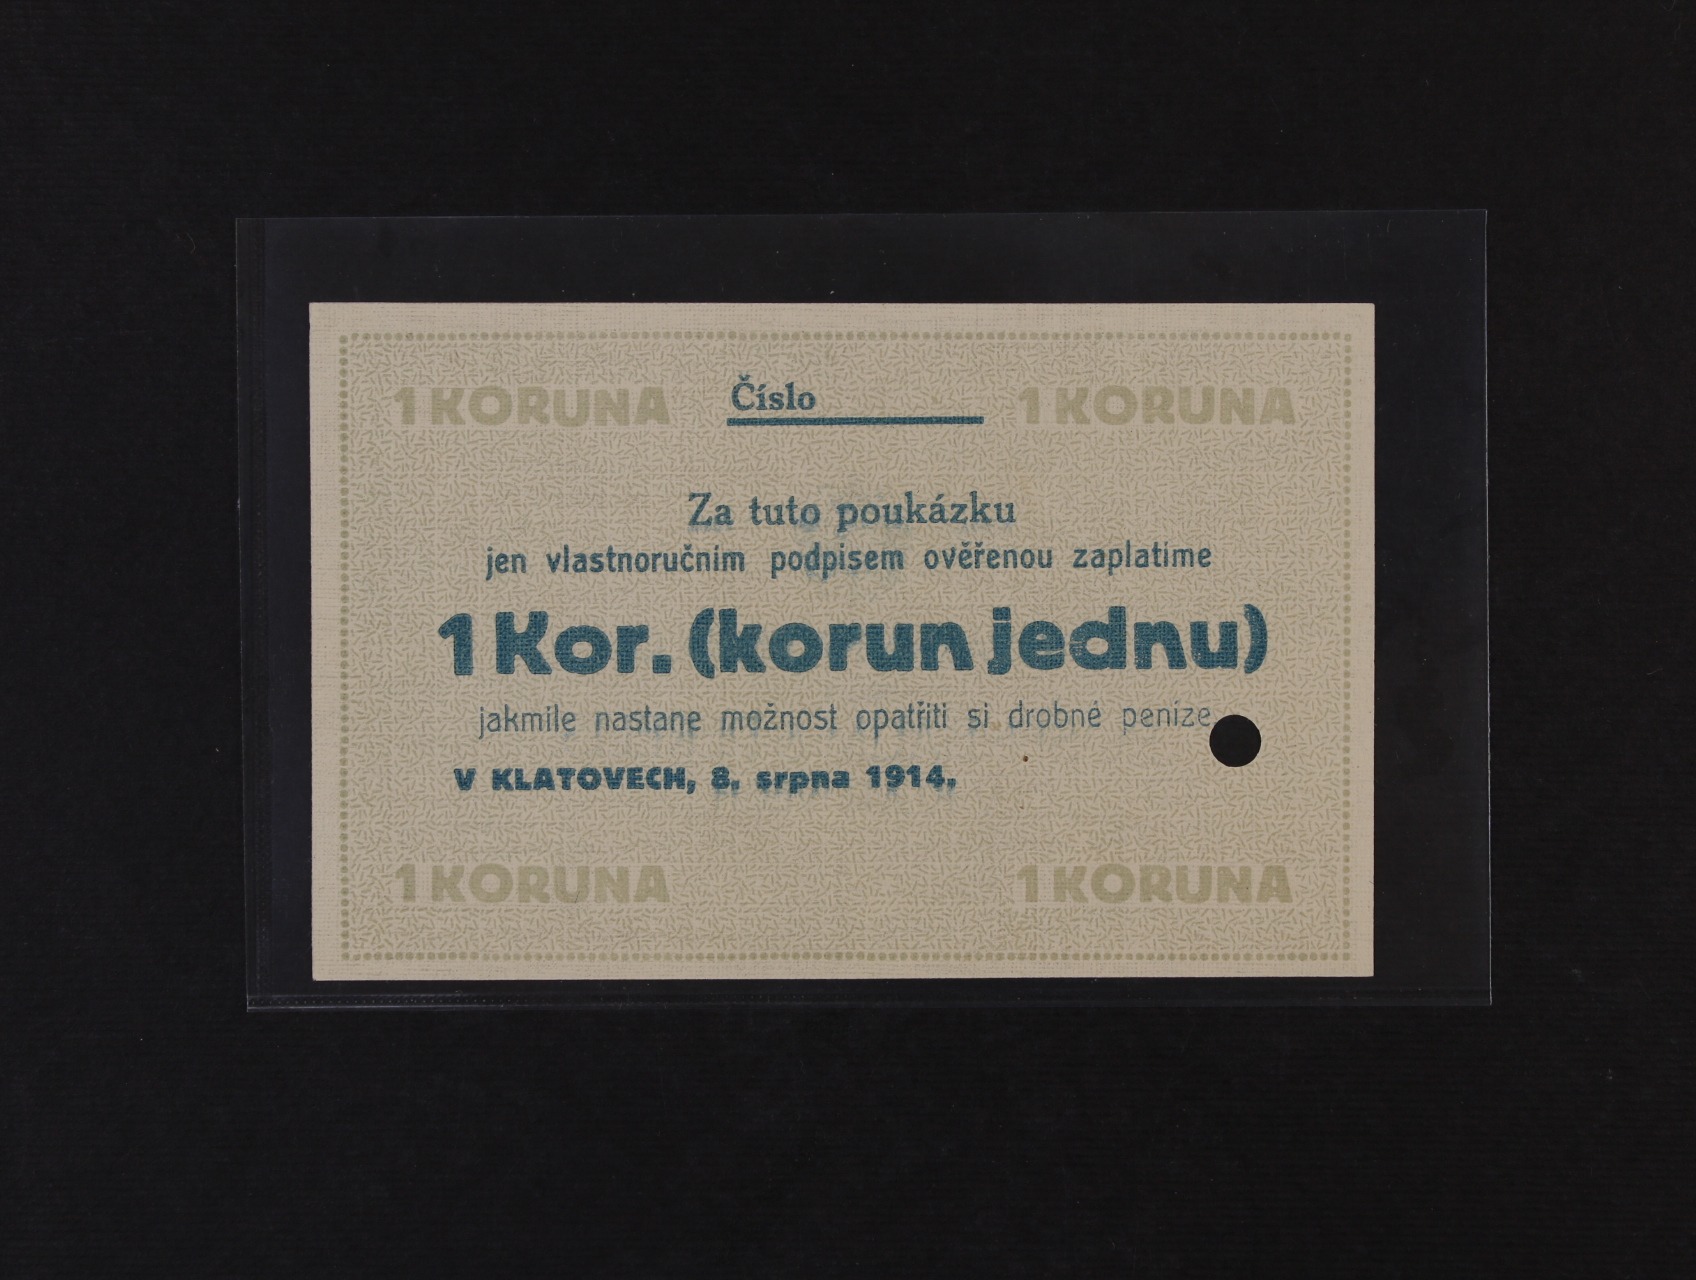 1 KORUNA Číslo 1 KORUNA
Za tuto poukázku
jen vlastnoručním podpisem ověřenou zaplatíme
1 Kor. (korun jednu)
jakmile nastane možnost opatřiti si drobné peníze.
V KLATOVECH, 8. srpna 1914.
1 KORUNA 1 KORUNA